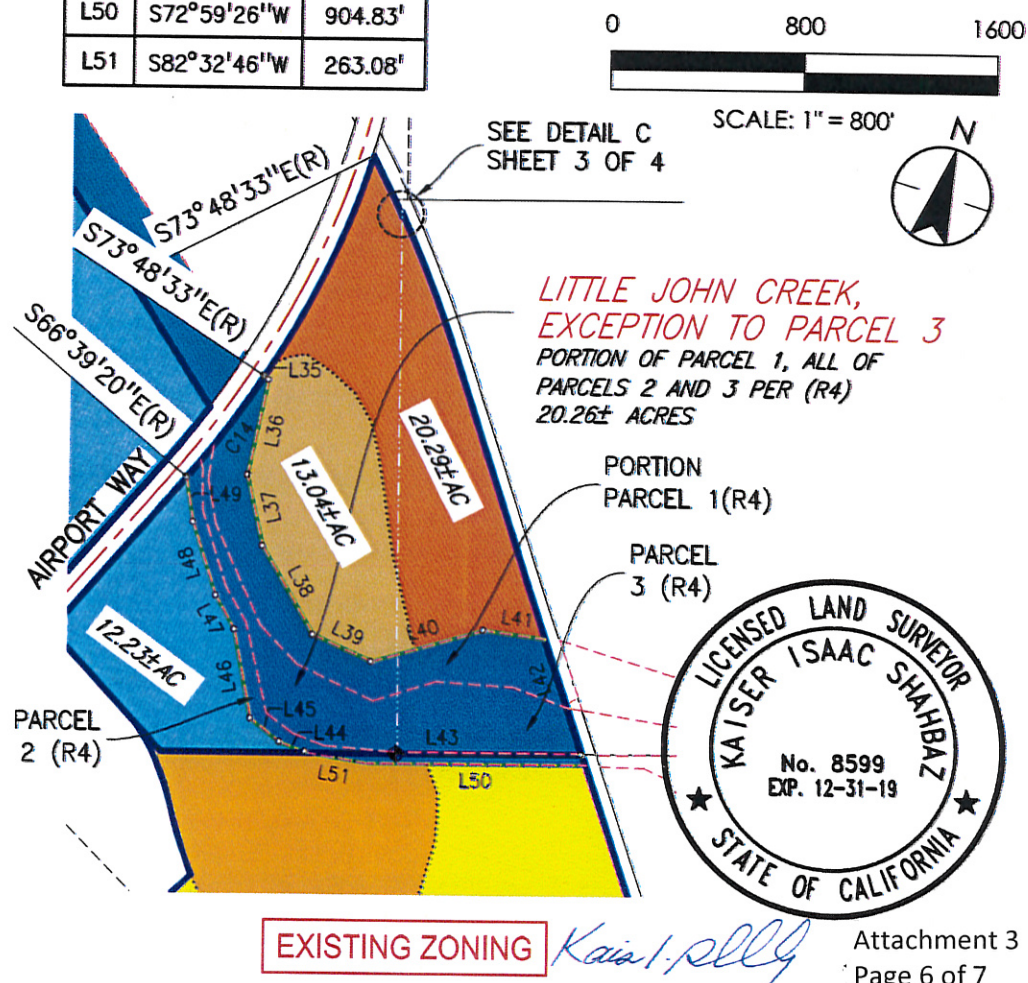 L50 S72°59'26"W 904.83'
L51 S82°32'46"W 263.08'
0 800 1600
SCALE: 1" = 800'
N
SEE DETAIL C
SHEET 3 OF 4
S73°48'33"E(R)
S73°48'33"E(R)
S66°39'20"E(R)
LITTLE JOHN CREEK,
EXCEPTION TO PARCEL 3
PORTION OF PARCEL 1, ALL OF
PARCELS 2 AND 3 PER (R4)
20.26± ACRES
L35
L36
C14
20.29±AC
13.04±AC
PORTION
PARCEL 1(R4)
AIRPORT WAY
L49
L37
PARCEL
3 (R4)
L48
L38
L47
L39
L40
L41
L42
12.23±AC
L46
PARCEL
2 (R4)
L45
L44
L43
L51
L50
LICENSED LAND SURVEYOR
KAISER ISAAC SHAHBAZ
No. 8599
EXP. 12-31-19
STATE OF CALIFORNIA
EXISTING ZONING
Attachment 3
Page 6 of 7